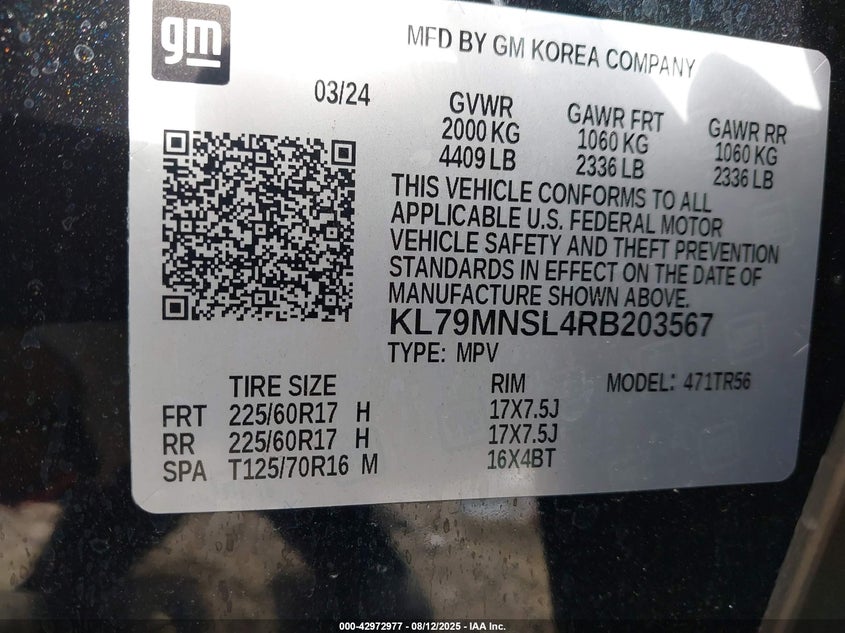 gm
MFD BY GM KOREA COMPANY
03/24
GVWR GAWR FRT GAWR RR
2000 KG 1060 KG 1060 KG
4409 LB 2336 LB 2336 LB
THIS VEHICLE CONFORMS TO ALL
APPLICABLE U.S. FEDERAL MOTOR
VEHICLE SAFETY AND THEFT PREVENTION
STANDARDS IN EFFECT ON THE DATE OF
MANUFACTURE SHOWN ABOVE.
KL79MNSL4RB203567
TYPE: MPV
TIRE SIZE RIM MODEL: 471TR56
FRT 225/60R17 H 17X7.5J
RR 225/60R17 H 17X7.5J
SPA T125/70R16 M 16X4BT
000-42972977 - 08/12/2025 - IAA Inc.